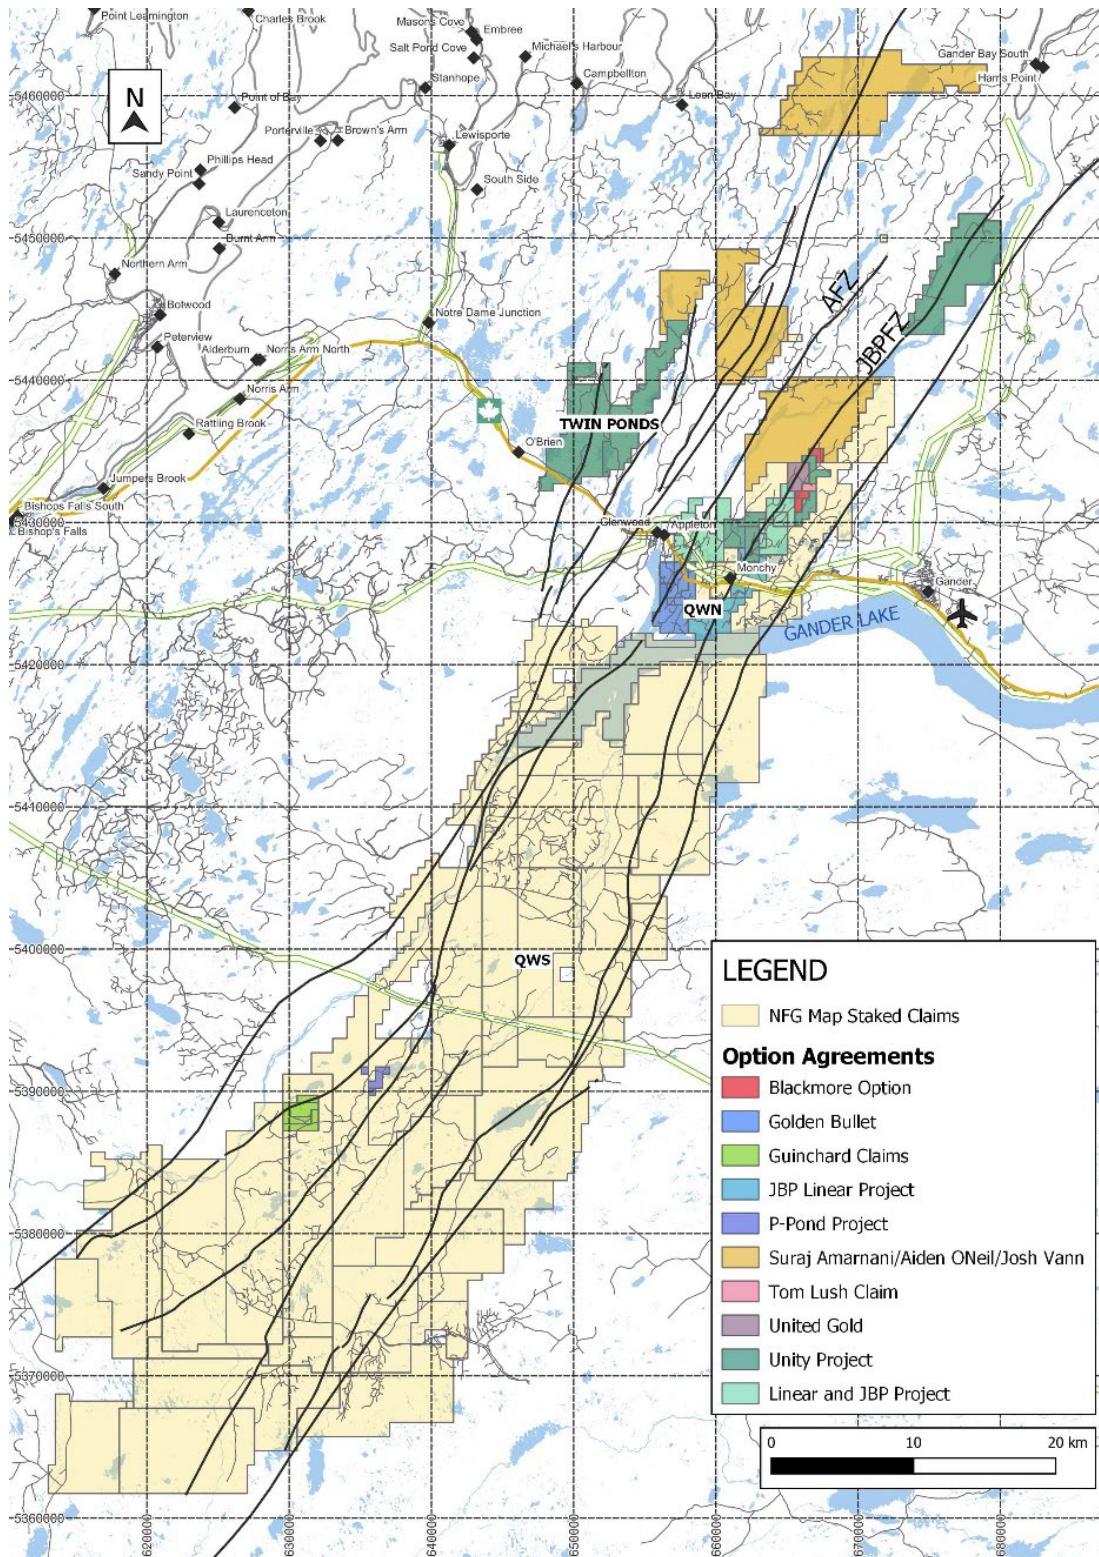 Point Leamington
Charles Brook
Mason's Cove
Embree
Salt Pond Cove
Michael's Harbour
Gander Bay South
Stanhope
Campbellton
Harris Point
5460000
Point of Bay
Loon Bay
N
Porterville
Brown's Arm
Lewisporte
Phillips Head
Sandy Point
South Side
Laurenceton
5450000
Burnt Arm
Northern Arm
AFZ
Botwood
Notre Dame Junction
JBPFZ
Peterview
Alderburn
Norris Arm North
5440000
Norris Arm
TWIN PONDS
Rattling Brook
O'Brien
Jumpers Brook
Bishops Falls South
5430000
Bishop's Falls
Glenwood
Appleton
Monchy
Gander
QWN
GANDER LAKE
5420000
5410000
5400000
QWS
LEGEND
NFG Map Staked Claims
Option Agreements
Blackmore Option
Golden Bullet
Guinchard Claims
JBP Linear Project
P-Pond Project
Suraj Amarnani/Aiden ONeil/Josh Vann
Tom Lush Claim
United Gold
Unity Project
Linear and JBP Project
5390000
5380000
5370000
0 10 20 km
5360000
620000
630000
640000
650000
660000
670000
680000